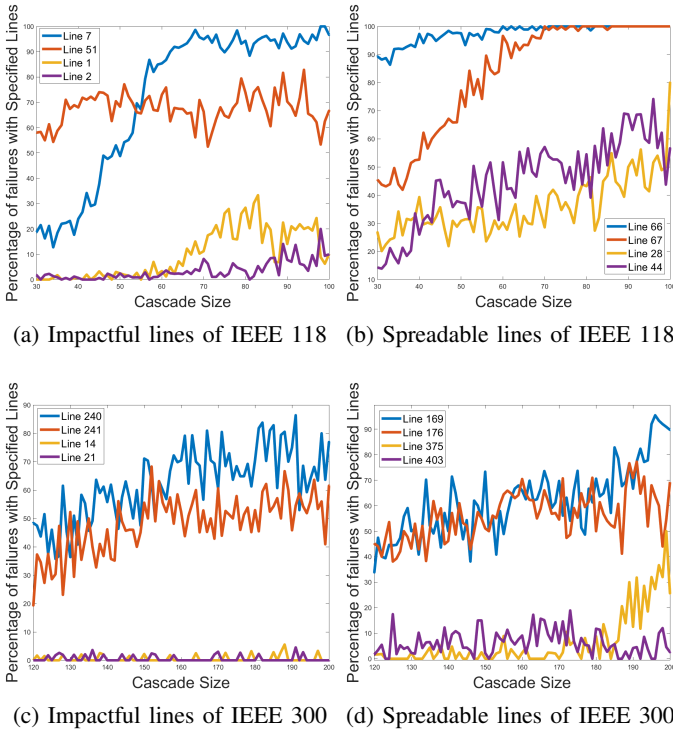 Percentage of failures with Specified Lines
100
90
80
70
60
50
40
30
20
10
0
Line 7
Line 51
Line 1
Line 2
30 40 50 60 70 80 90 100
Cascade Size
(a) Impactful lines of IEEE 118
Percentage of failures with Specified Lines
100
90
80
70
60
50
40
30
20
10
Line 66
Line 67
Line 28
Line 44
30 40 50 60 70 80 90 100
Cascade Size
(b) Spreadable lines of IEEE 118
Percentage of failures with Specified Lines
90
80
70
60
50
40
30
20
10
0
Line 240
Line 241
Line 14
Line 21
120 130 140 150 160 170 180 190 200
Cascade Size
(c) Impactful lines of IEEE 300
Percentage of failures with Specified Lines
90
80
70
60
50
40
30
20
10
0
Line 169
Line 176
Line 375
Line 403
120 130 140 150 160 170 180 190 200
Cascade Size
(d) Spreadable lines of IEEE 300